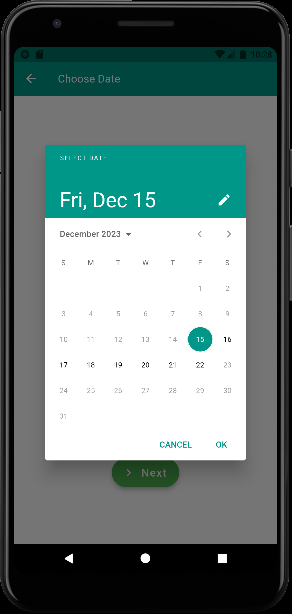 10:28
Choose Date
SELECT DATE
Fri, Dec 15
December 2023
S M T W T F S
1 2
3 4 5 6 7 8 9
10 11 12 13 14 15 16
17 18 19 20 21 22 23
24 25 26 27 28 29 30
31
CANCEL OK
Next